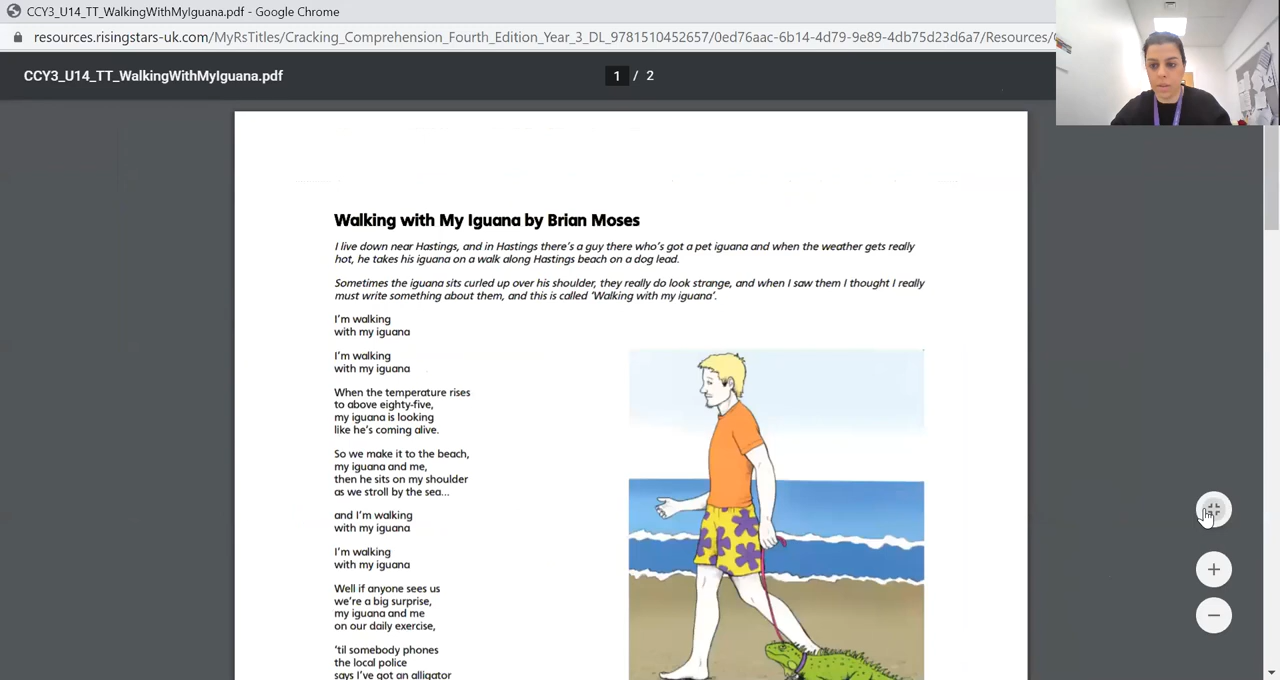 CCY3_U14_TT_WalkingWithMyIguana.pdf - Google Chrome
resources.risingstars-uk.com/MyRsTitles/Cracking_Comprehension_Fourth_Edition_Year_3_DL_9781510452657/0ed76aac-6b14-4d79-9e89-4db75d23d6a7/Resources/
CCY3_U14_TT_WalkingWithMyIguana.pdf
1 / 2
Walking with My Iguana by Brian Moses
I live down near Hastings, and in Hastings there's a guy there who's got a pet iguana and when the weather gets really
hot, he takes his iguana on a walk along Hastings beach on a dog lead.
Sometimes the iguana sits curled up over his shoulder, they really do look strange, and when I saw them I thought I really
must write something about them, and this is called ‘Walking with my iguana’.
I'm walking
with my iguana
I'm walking
with my iguana
When the temperature rises
to above eighty-five,
my iguana is looking
like he's coming alive.
So we make it to the beach,
my iguana and me,
then he sits on my shoulder
as we stroll by the sea...
and I'm walking
with my iguana
I'm walking
with my iguana
Well if anyone sees us
we're a big surprise,
my iguana and me
on our daily exercise,
‘til somebody phones
the local police
says I've got an alligator